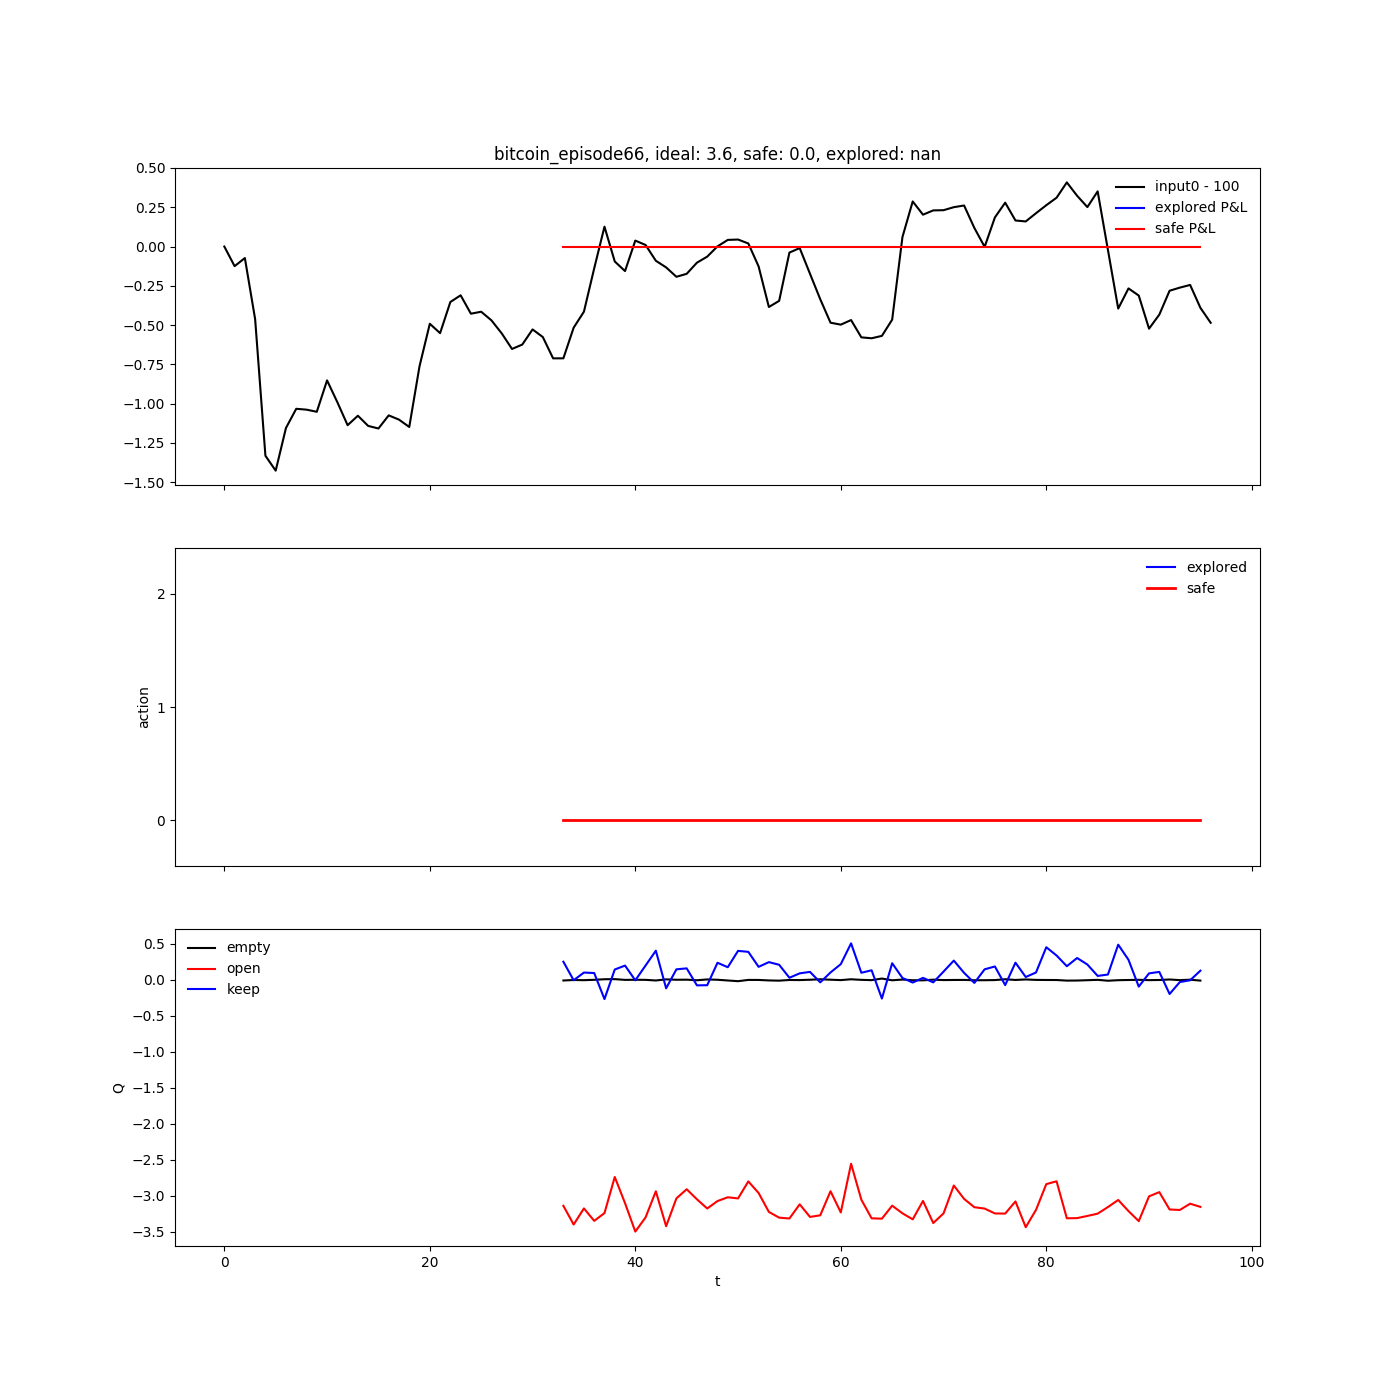 bitcoin_episode66, ideal: 3.6, safe: 0.0, explored: nan
0.50
0.25
0.00
−0.25
−0.50
−0.75
−1.00
−1.25
−1.50
input0 - 100
explored P&L
safe P&L
action
2
1
0
explored
safe
Q
0.5
0.0
−0.5
−1.0
−1.5
−2.0
−2.5
−3.0
−3.5
empty
open
keep
0 20 40 60 80 100
t